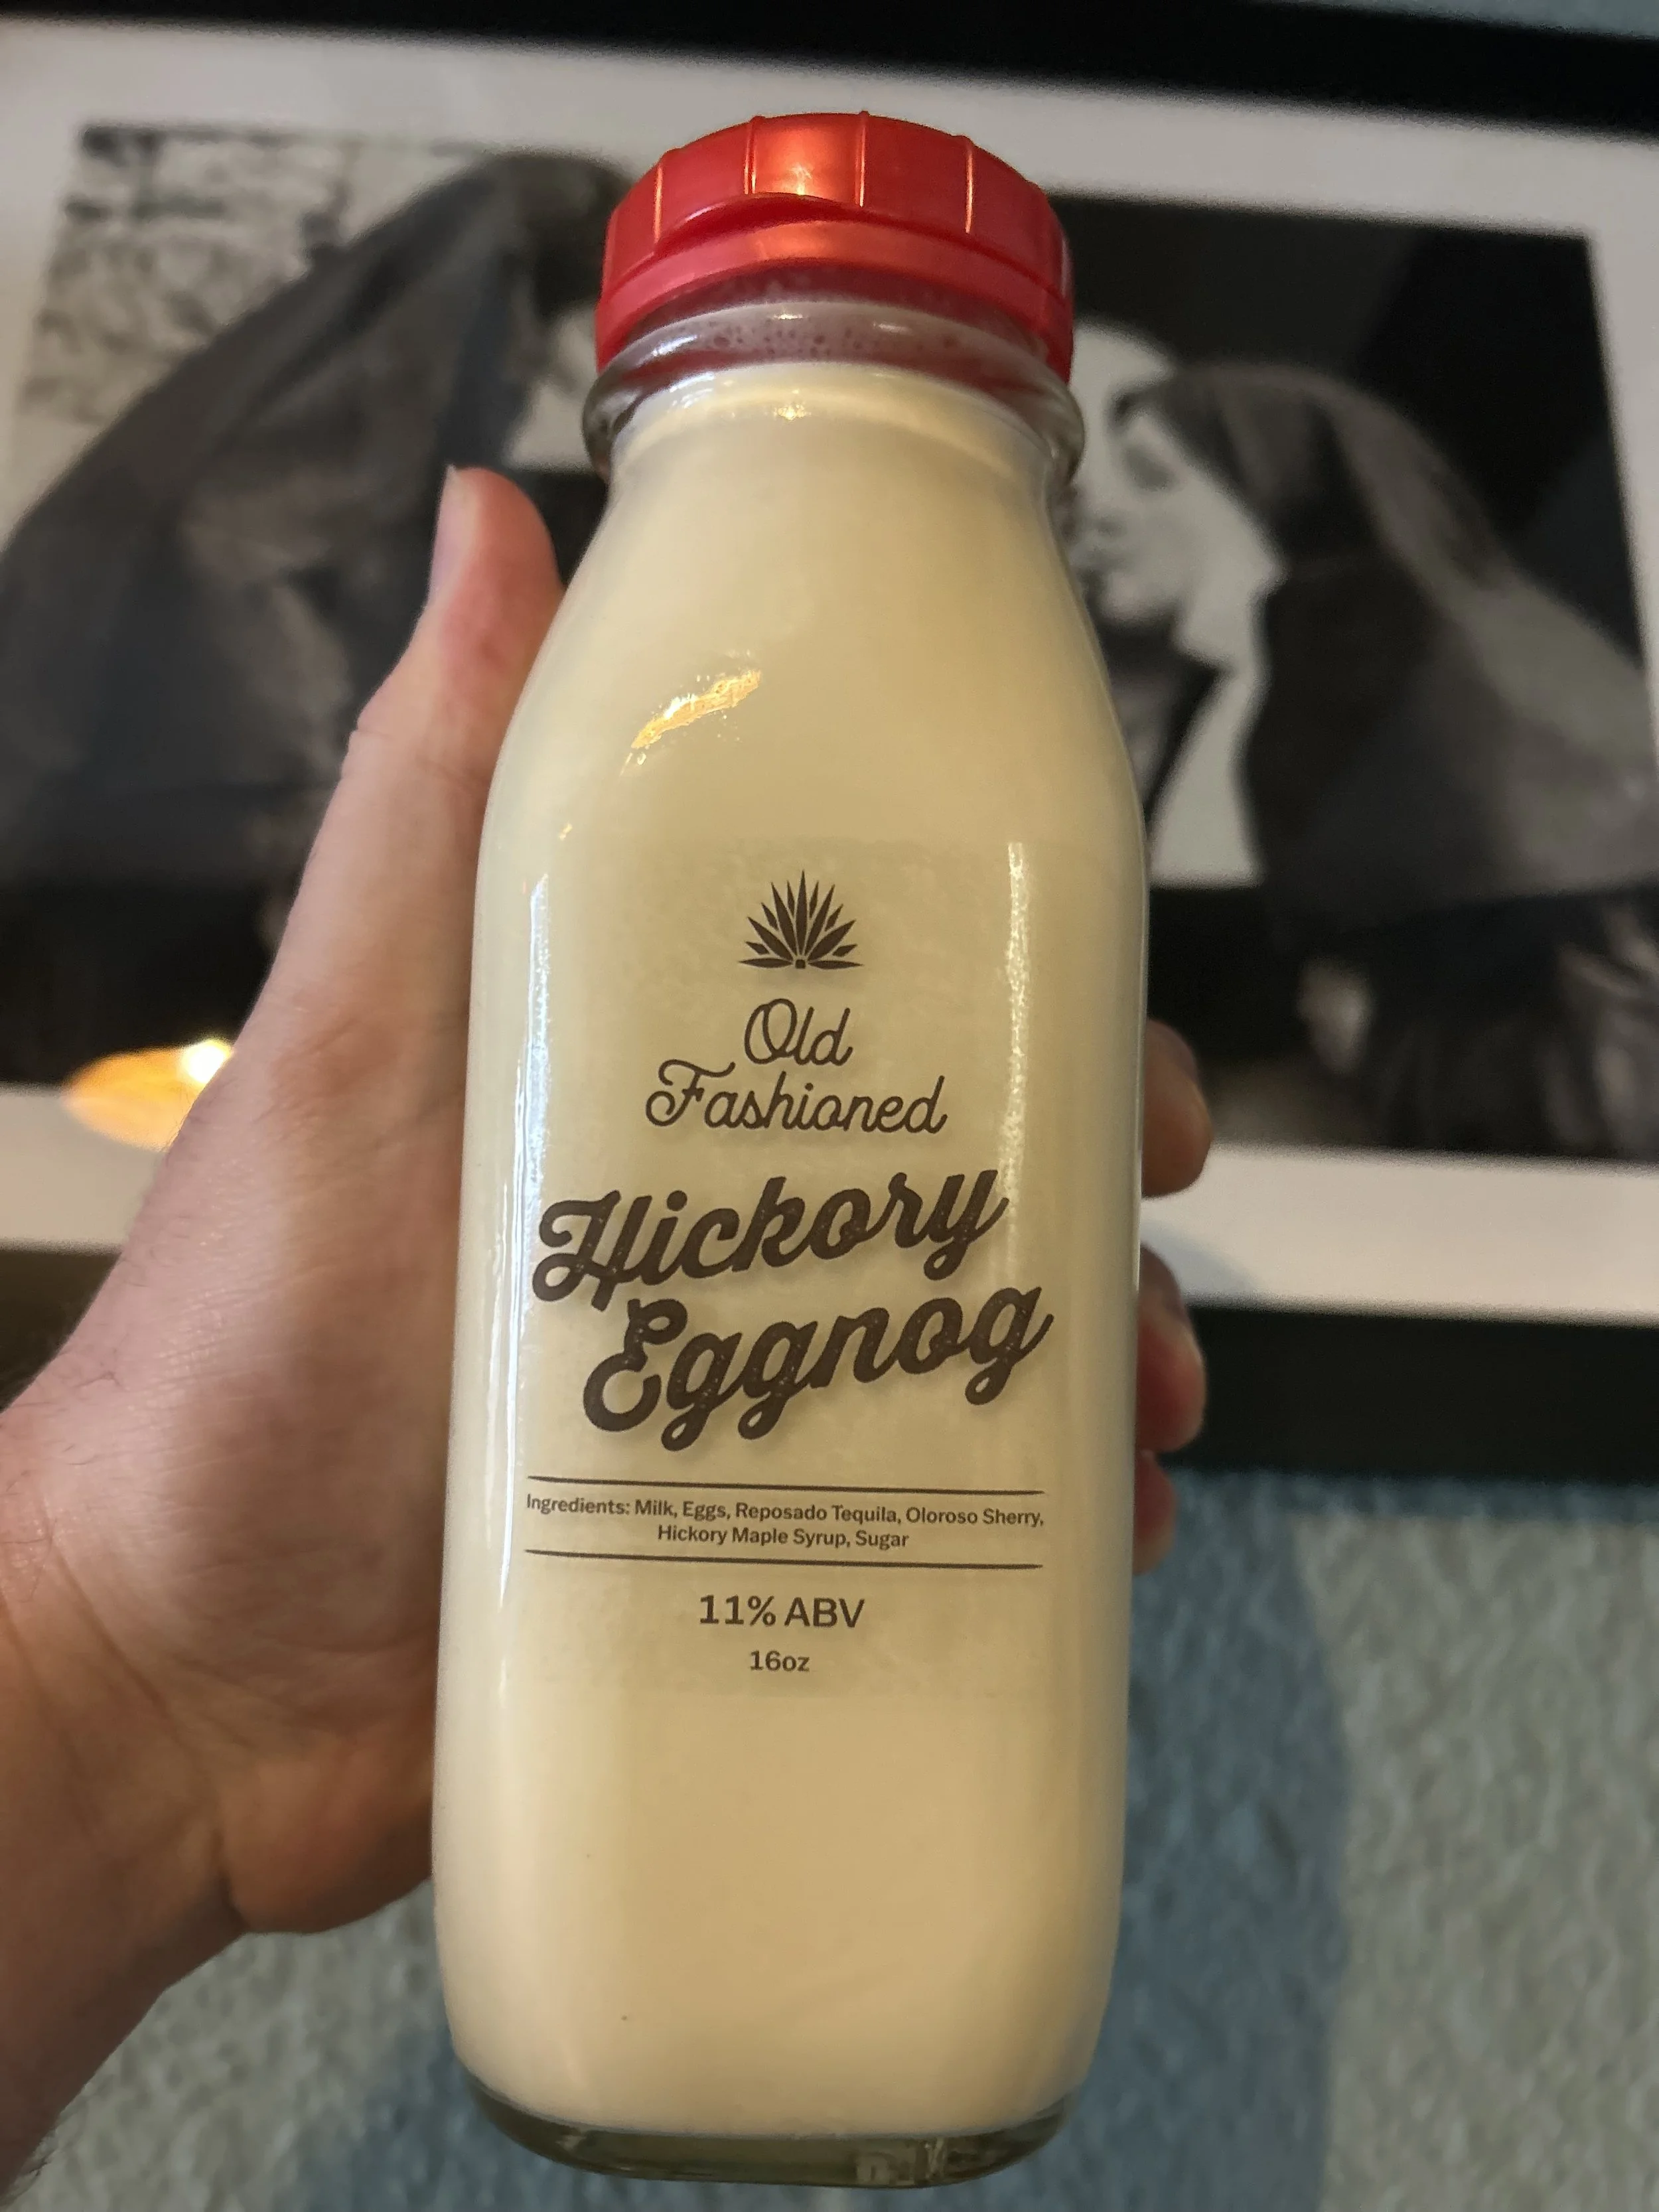 Old
Fashioned
Hickory
Eggnog
Ingredients: Milk, Eggs, Reposado Tequila, Oloroso Sherry,
Hickory Maple Syrup, Sugar
11% ABV
16oz